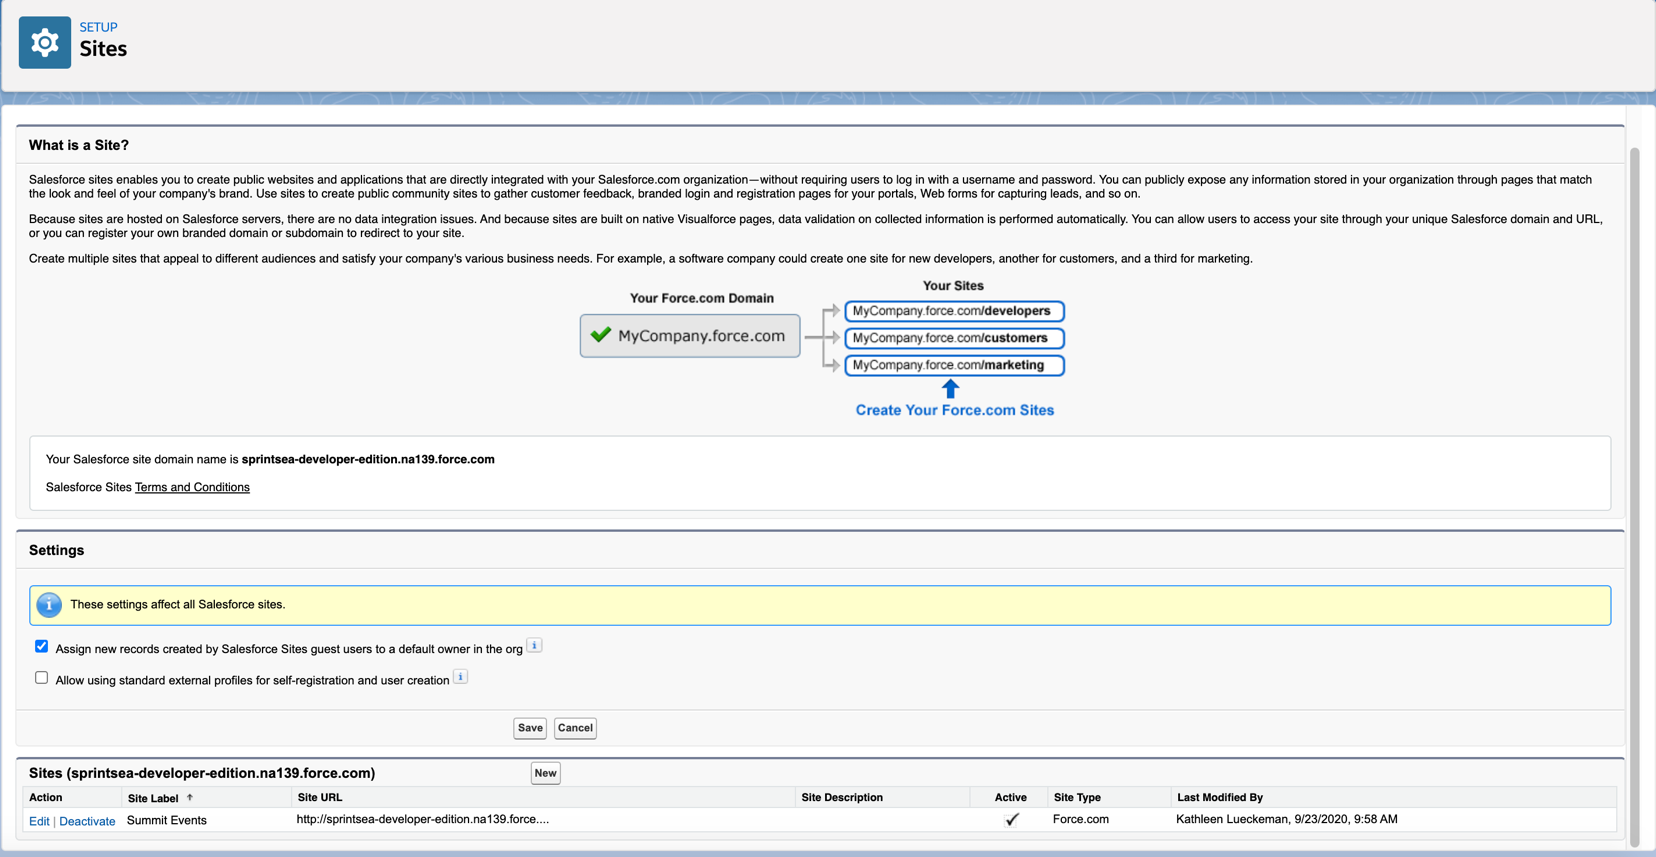 SETUP
Sites
What is a Site?
Salesforce sites enables you to create public websites and applications that are directly integrated with your Salesforce.com organization—without requiring users to log in with a username and password. You can publicly expose any information stored in your organization through pages that match
the look and feel of your company's brand. Use sites to create public community sites to gather customer feedback, branded login and registration pages for your portals, Web forms for capturing leads, and so on.
Because sites are hosted on Salesforce servers, there are no data integration issues. And because sites are built on native Visualforce pages, data validation on collected information is performed automatically. You can allow users to access your site through your unique Salesforce domain and URL,
or you can register your own branded domain or subdomain to redirect to your site.
Create multiple sites that appeal to different audiences and satisfy your company's various business needs. For example, a software company could create one site for new developers, another for customers, and a third for marketing.
Your Force.com Domain
MyCompany.force.com
Your Sites
MyCompany.force.com/developers
MyCompany.force.com/customers
MyCompany.force.com/marketing
Create Your Force.com Sites
Your Salesforce site domain name is sprintsea-developer-edition.na139.force.com
Salesforce Sites Terms and Conditions
Settings
These settings affect all Salesforce sites.
Assign new records created by Salesforce Sites guest users to a default owner in the org i
Allow using standard external profiles for self-registration and user creation i
Save Cancel
Sites (sprintsea-developer-edition.na139.force.com) New
Action Site Label ↑ Site URL Site Description Active Site Type Last Modified By
Edit | Deactivate Summit Events http://sprintsea-developer-edition.na139.force.... ✓ Force.com Kathleen Lueckeman, 9/23/2020, 9:58 AM